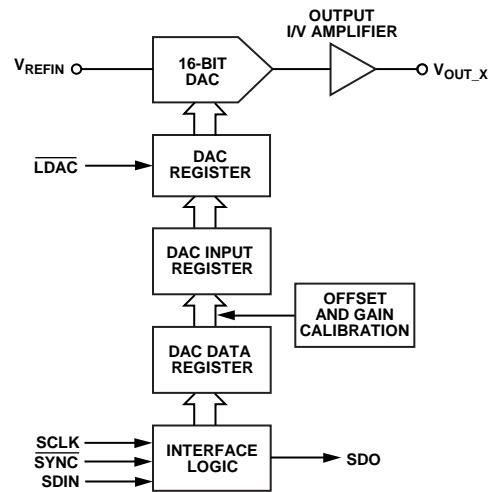 OUTPUT
I/V AMPLIFIER
VREFIN
16-BIT
DAC
VOUT_X
LDAC
DAC
REGISTER
DAC INPUT
REGISTER
OFFSET
AND GAIN
CALIBRATION
DAC DATA
REGISTER
SCLK
SYNC
SDIN
INTERFACE
LOGIC
SDO